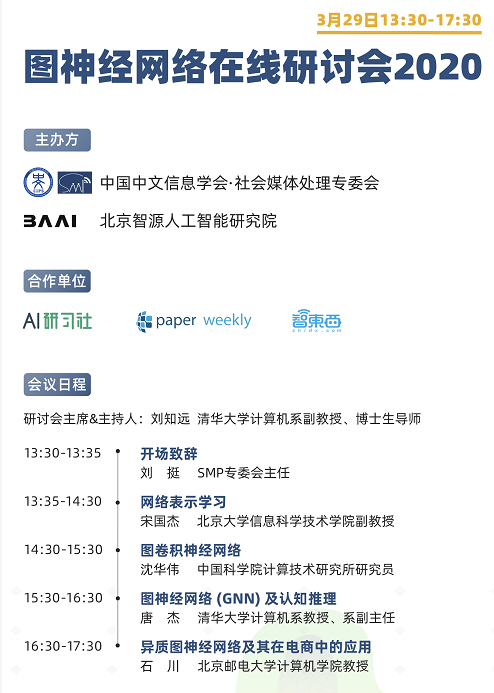 3月29日13:30-17:30
图神经网络在线研讨会2020
主办方
中国中文信息学会·社会媒体处理专委会
BAAI 北京智源人工智能研究院
合作单位
AI研习社 paper weekly 智東西
zhidx.com
会议日程
研讨会主席&主持人：刘知远 清华大学计算机系副教授、博士生导师
13:30-13:35 开场致辞
刘 挺 SMP专委会主任
13:35-14:30 网络表示学习
宋国杰 北京大学信息科学技术学院副教授
14:30-15:30 图卷积神经网络
沈华伟 中国科学院计算技术研究所研究员
15:30-16:30 图神经网络 (GNN) 及认知推理
唐 杰 清华大学计算机系教授、系副主任
16:30-17:30 异质图神经网络及其在电商中的应用
石 川 北京邮电大学计算机学院教授